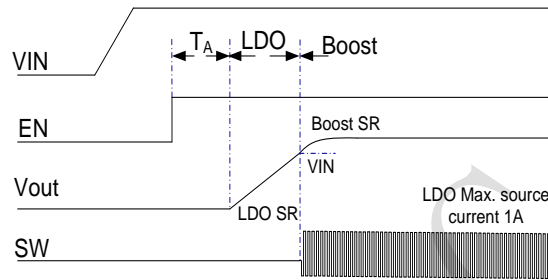 TA LDO Boost
VIN
EN
Boost SR
VIN
Vout
LDO SR
LDO Max. source
current 1A
SW